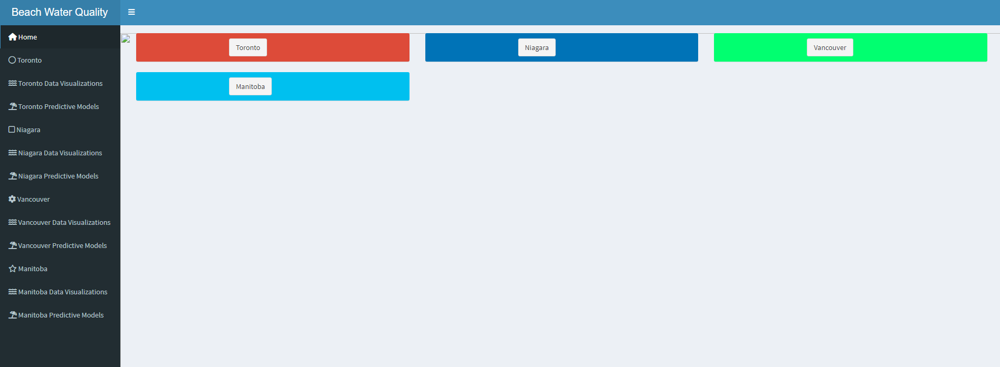 Beach Water Quality
Home
Toronto
Toronto Data Visualizations
Toronto Predictive Models
Niagara
Niagara Data Visualizations
Niagara Predictive Models
Vancouver
Vancouver Data Visualizations
Vancouver Predictive Models
Manitoba
Manitoba Data Visualizations
Manitoba Predictive Models
Toronto
Niagara
Vancouver
Manitoba